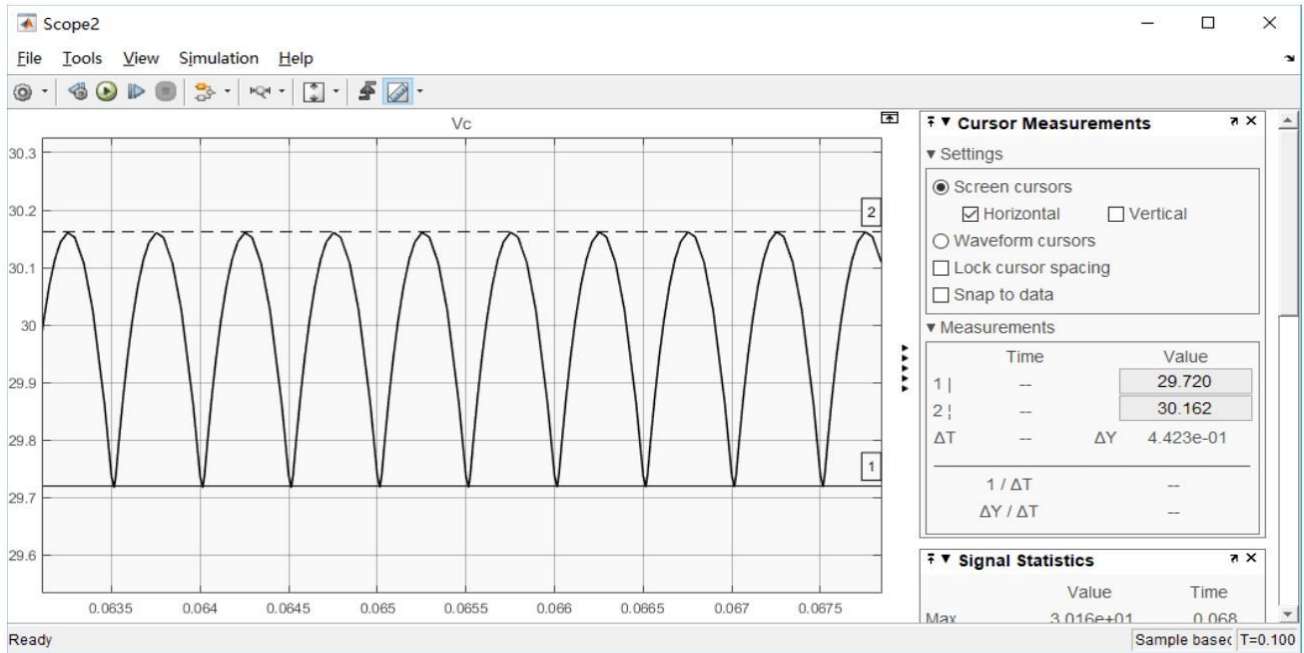 Scope2
File Tools View Simulation Help
Vc
30.3
30.2
30.1
30
29.9
29.8
29.7
29.6
2
1
0.0635 0.064 0.0645 0.065 0.0655 0.066 0.0665 0.067 0.0675
Cursor Measurements
Settings
Screen cursors
Horizontal Vertical
Waveform cursors
Lock cursor spacing
Snap to data
Measurements
Time Value
1 | -- 29.720
2 ¦ -- 30.162
ΔT -- ΔY 4.423e-01
1 / ΔT --
ΔY / ΔT --
Signal Statistics
Value Time
Max 3.016e+01 0.068
Ready Sample basec T=0.100